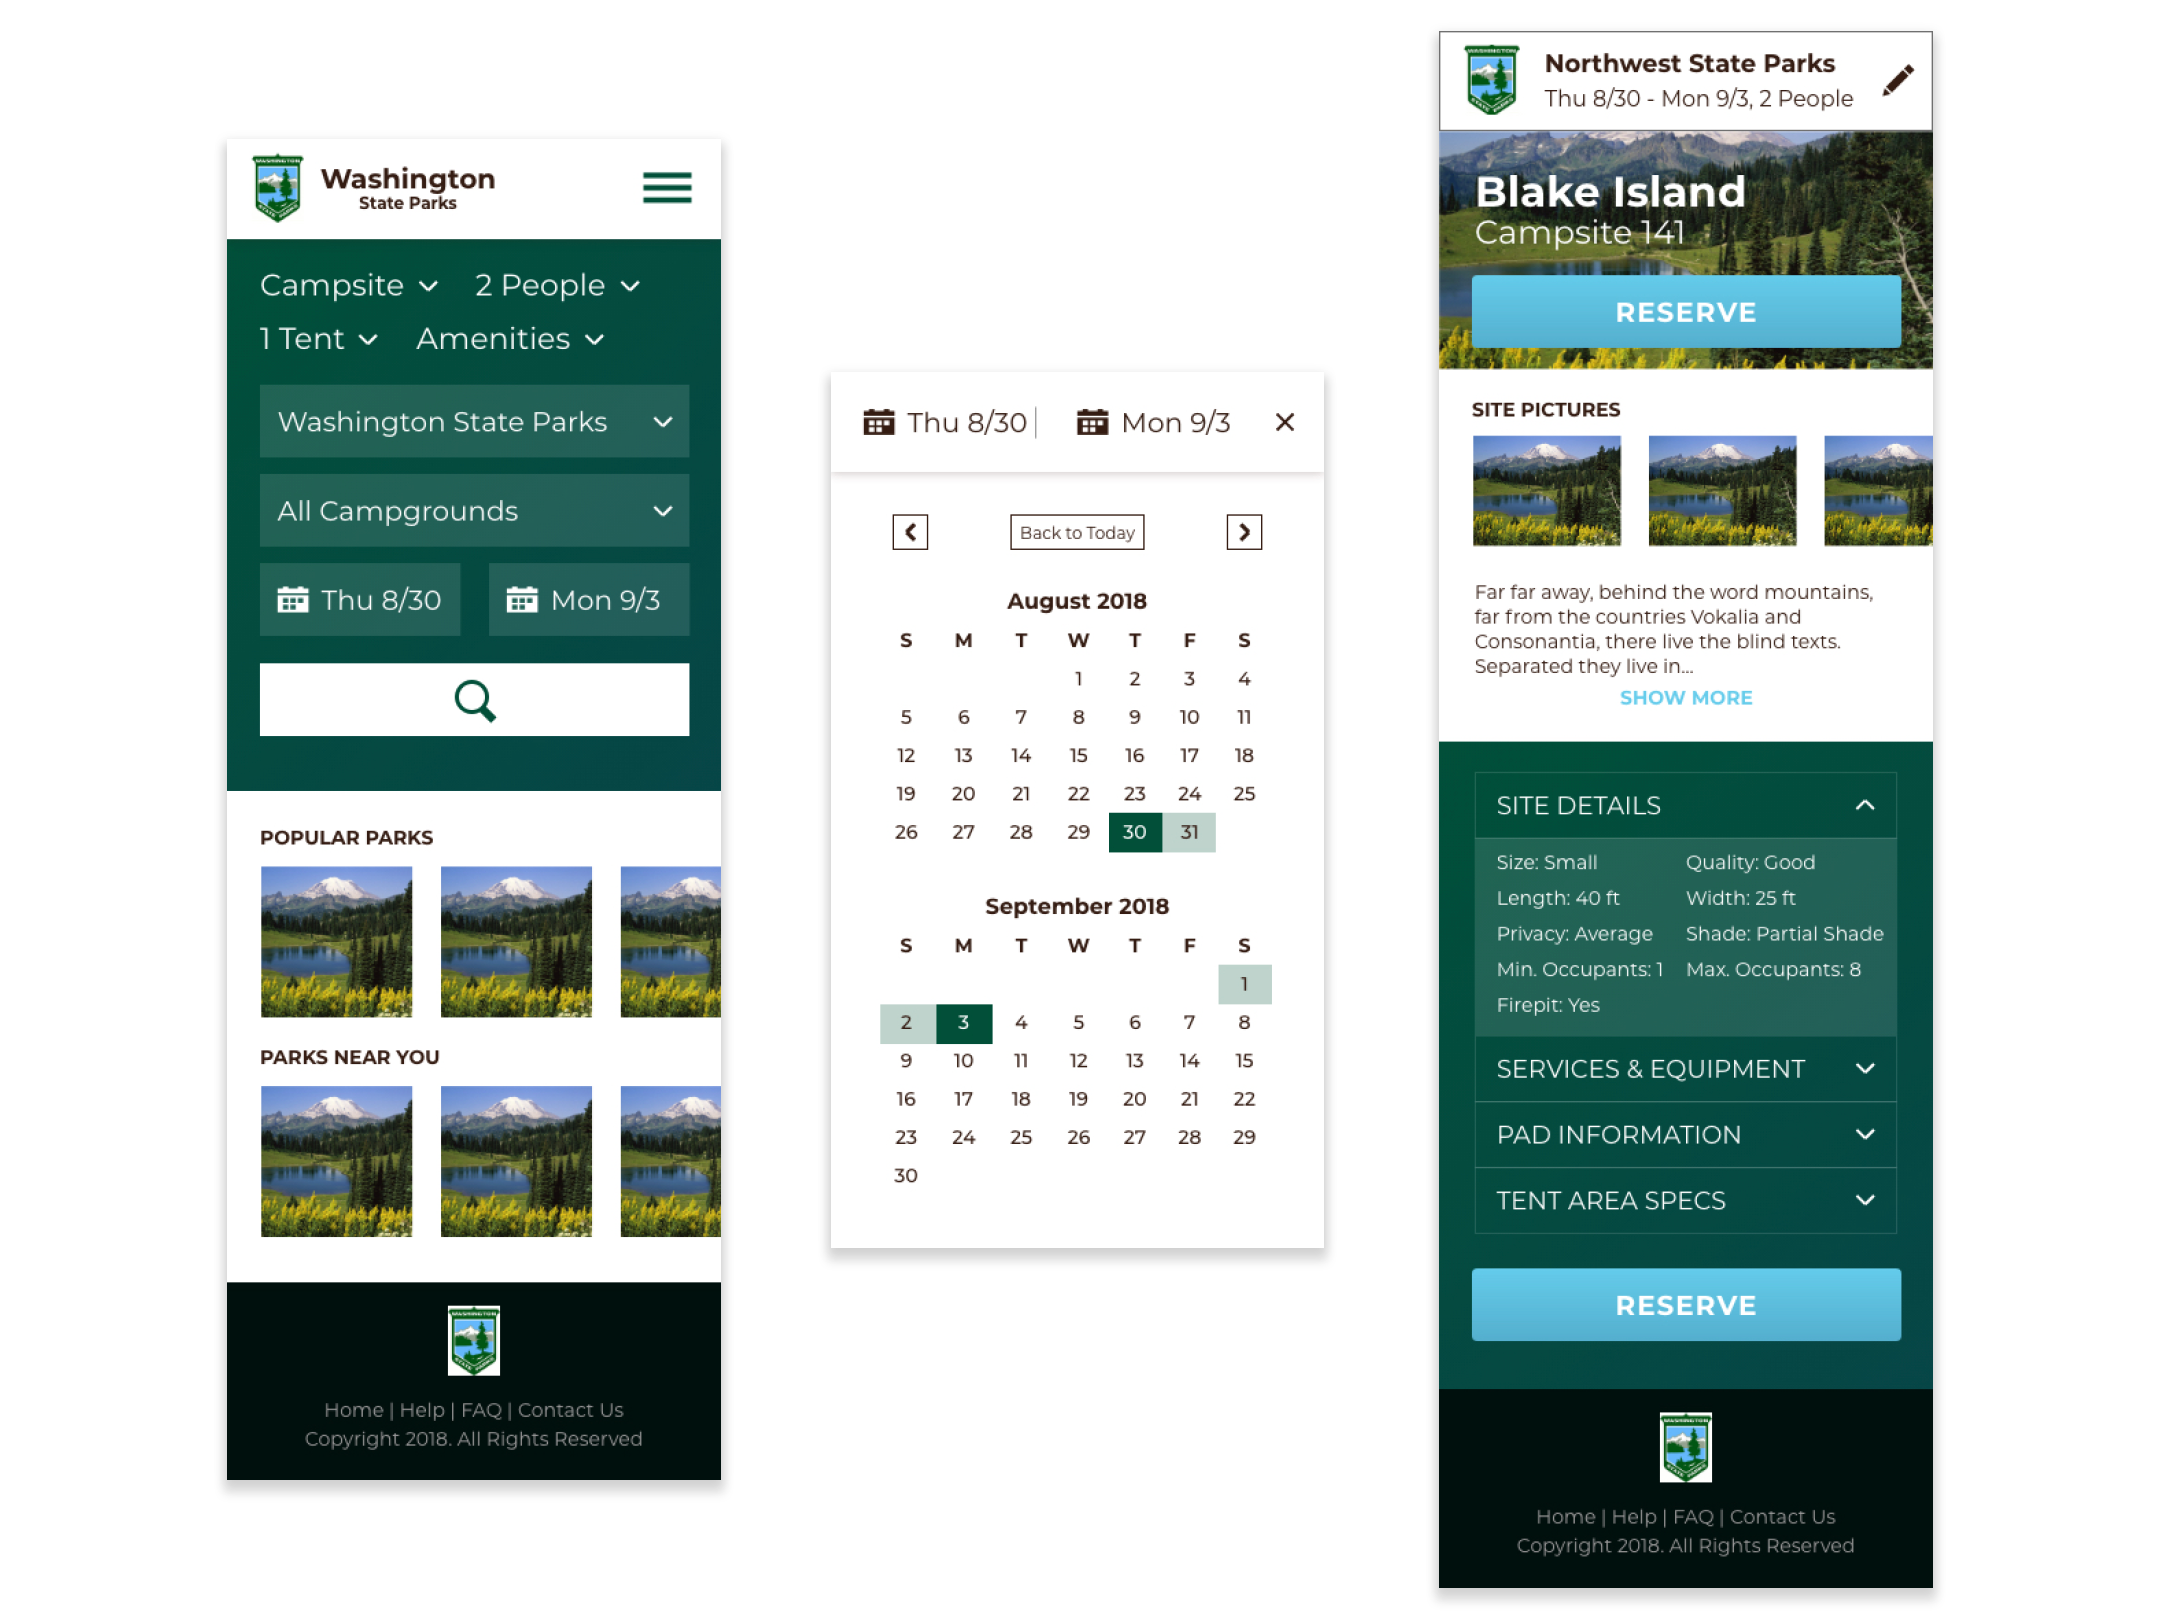 Washington
State Parks
Campsite 2 People
1 Tent Amenities
Washington State Parks
All Campgrounds
Thu 8/30 Mon 9/3
POPULAR PARKS
PARKS NEAR YOU
WASHINGTON
STATE PARKS
Home | Help | FAQ | Contact Us
Copyright 2018. All Rights Reserved
Thu 8/30 Mon 9/3
Back to Today
August 2018
S M T W T F S
1 2 3 4
5 6 7 8 9 10 11
12 13 14 15 16 17 18
19 20 21 22 23 24 25
26 27 28 29 30 31
September 2018
S M T W T F S
1
2 3 4 5 6 7 8
9 10 11 12 13 14 15
16 17 18 19 20 21 22
23 24 25 26 27 28 29
30
Northwest State Parks
Thu 8/30 - Mon 9/3, 2 People
Blake Island
Campsite 141
RESERVE
SITE PICTURES
Far far away, behind the word mountains,
far from the countries Vokalia and
Consonantia, there live the blind texts.
Separated they live in...
SHOW MORE
SITE DETAILS
Size: Small Quality: Good
Length: 40 ft Width: 25 ft
Privacy: Average Shade: Partial Shade
Min. Occupants: 1 Max. Occupants: 8
Firepit: Yes
SERVICES & EQUIPMENT
PAD INFORMATION
TENT AREA SPECS
RESERVE
WASHINGTON
STATE PARKS
Home | Help | FAQ | Contact Us
Copyright 2018. All Rights Reserved